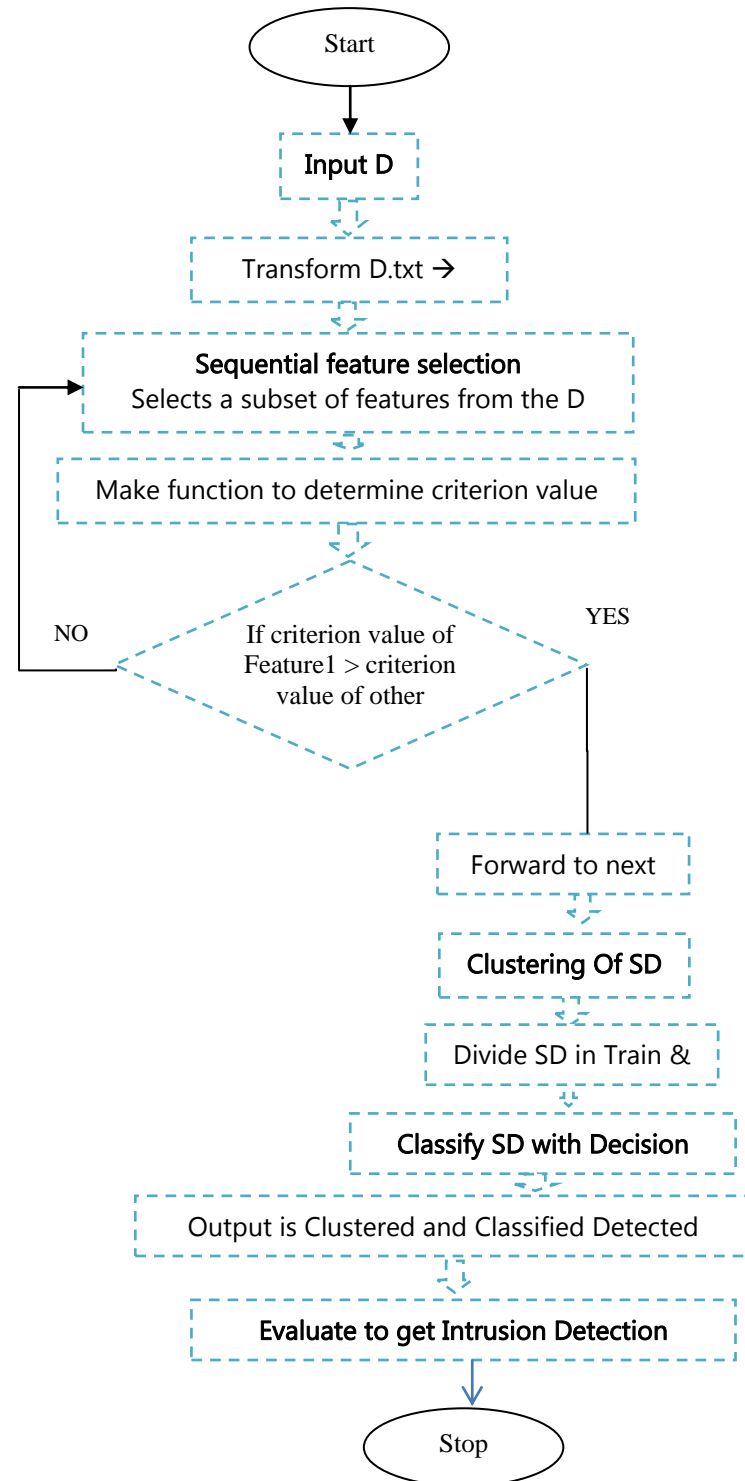 Start
Input D
Transform D.txt →
Sequential feature selection
Selects a subset of features from the D
Make function to determine criterion value
If criterion value of
Feature1 > criterion
value of other
NO
YES
Forward to next
Clustering Of SD
Divide SD in Train &
Classify SD with Decision
Output is Clustered and Classified Detected
Evaluate to get Intrusion Detection
Stop